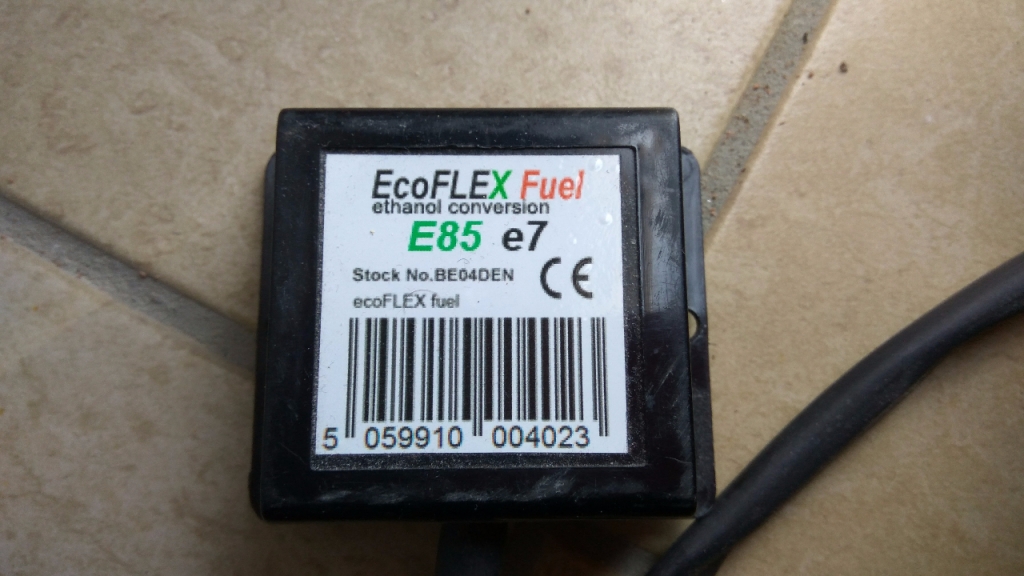 EcoFLEX Fuel
ethanol conversion
E85 e7
Stock No.BE04DEN CE
ecoFLEX fuel
5 059910 004023